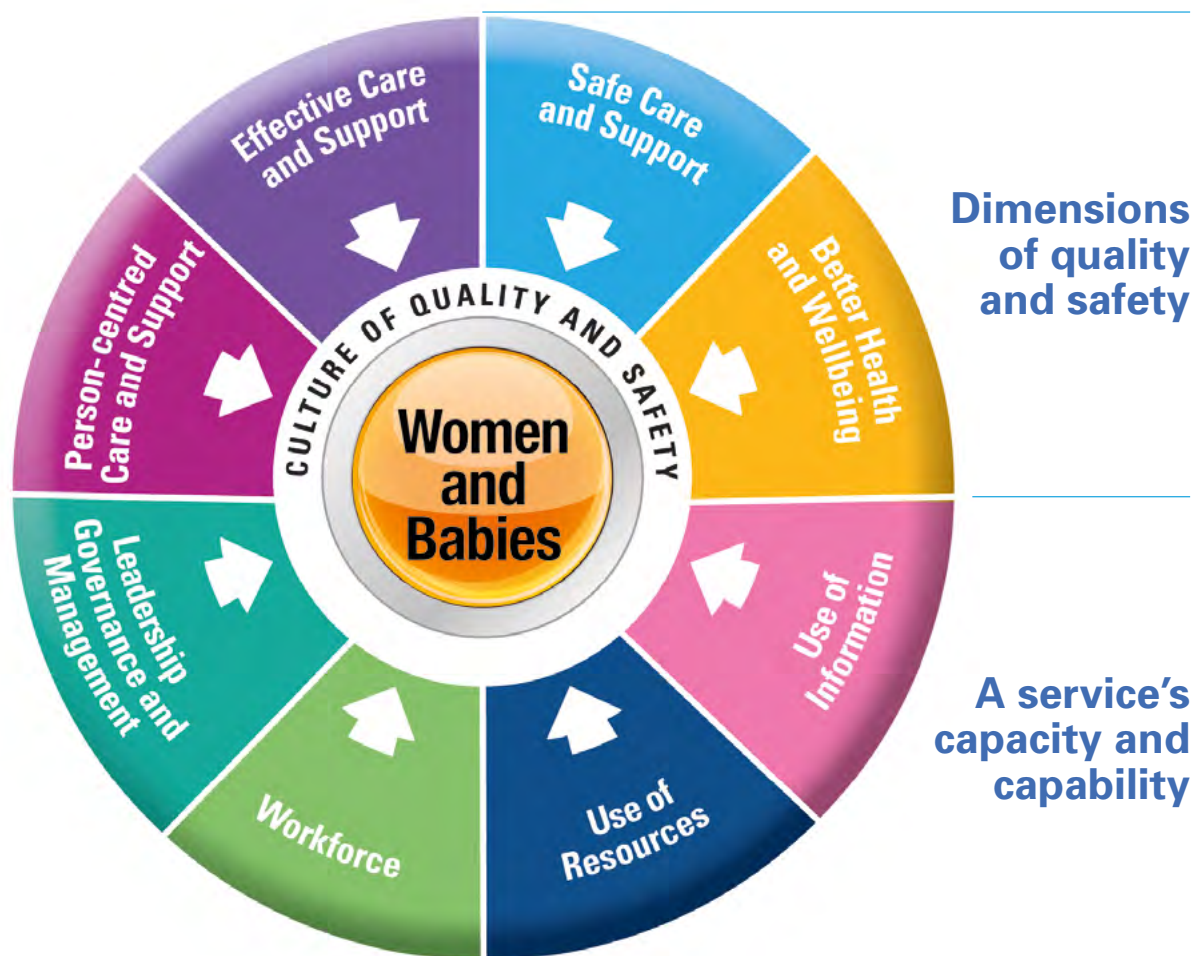 Effective Care
and Support
Safe Care
and Support
Better Health
and Wellbeing
Dimensions
of quality
and safety
Person-centred
Care and Support
CULTURE OF QUALITY AND SAFETY
Women
and
Babies
Leadership
Governance and
Management
Workforce
Use of
Resources
Use of
Information
A service’s
capacity and
capability